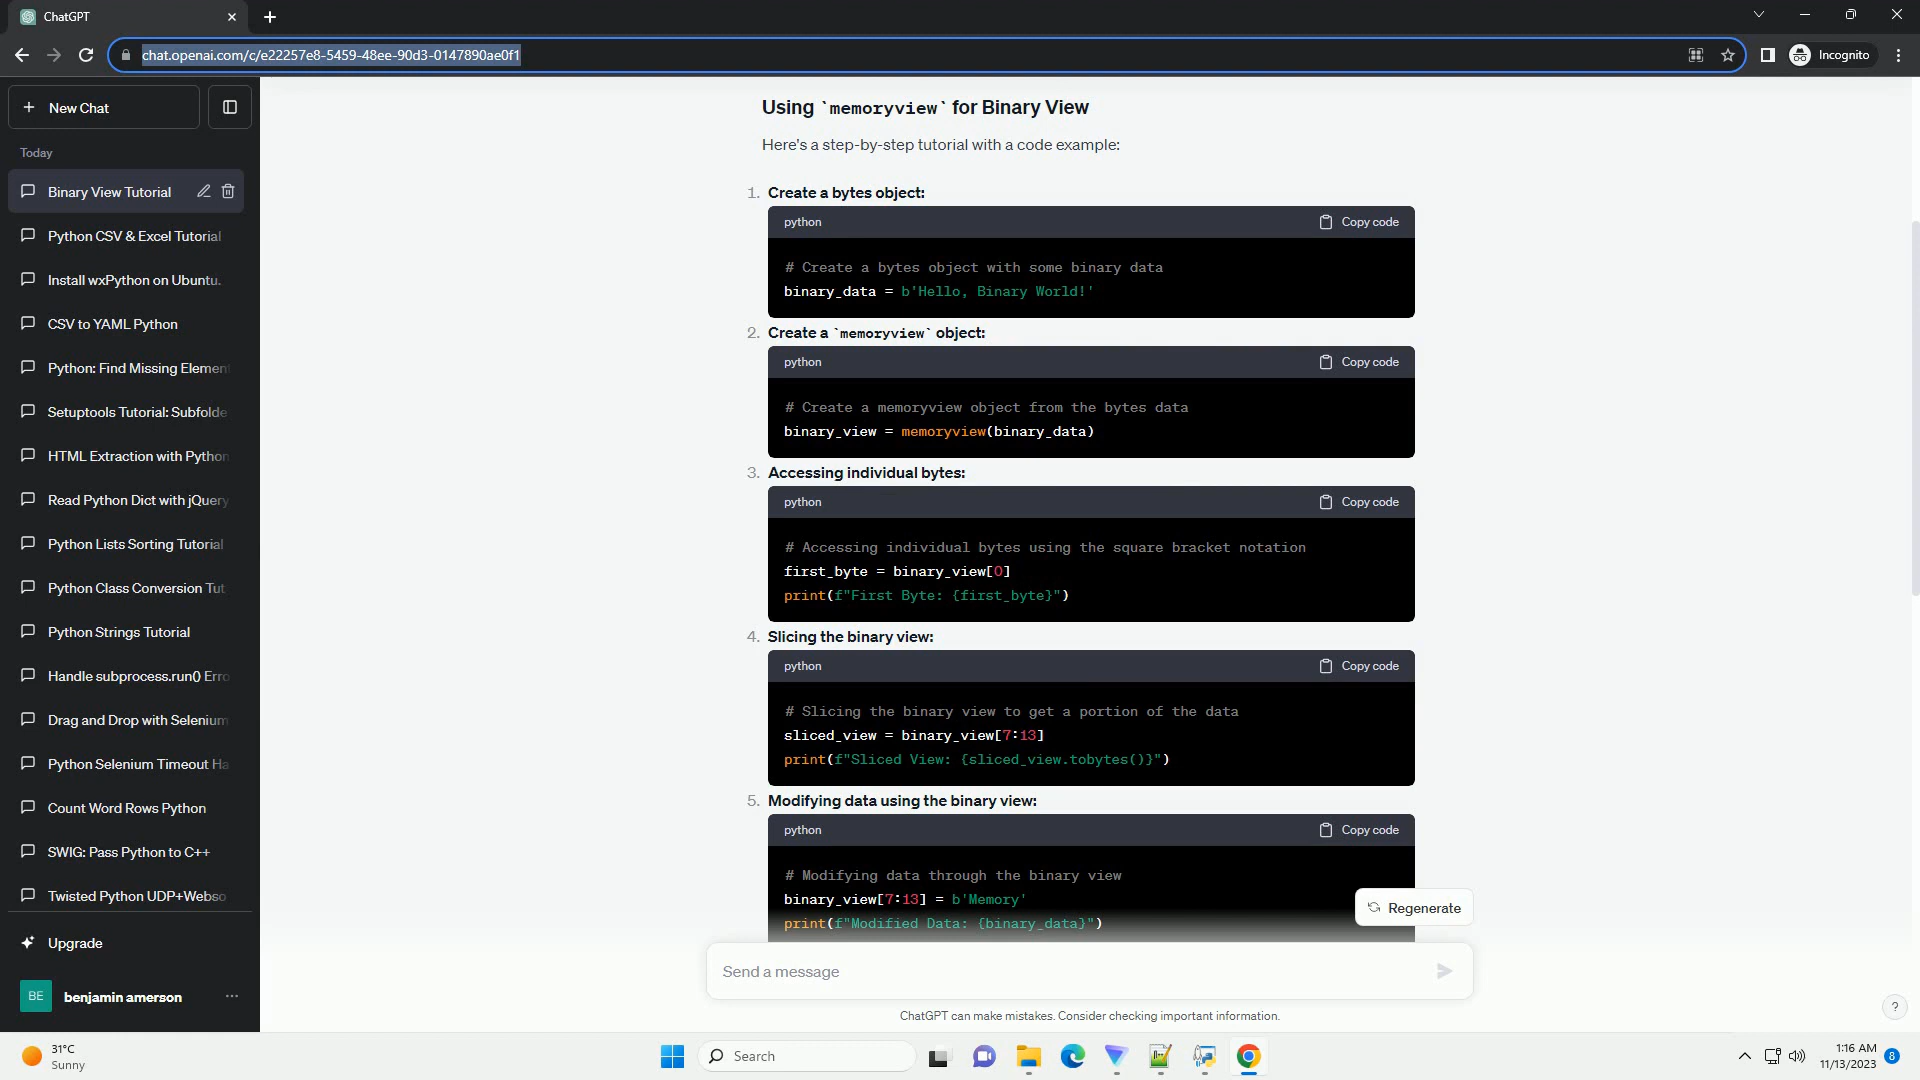 ChatGPT
chat.openai.com/c/e22257e8-5459-48ee-90d3-0147890ae0f1
Incognito
New Chat
Today
Binary View Tutorial
Python CSV & Excel Tutorial
Install wxPython on Ubuntu.
CSV to YAML Python
Python: Find Missing Elemen
Setuptools Tutorial: Subfolde
HTML Extraction with Python
Read Python Dict with jQuery
Python Lists Sorting Tutorial
Python Class Conversion Tut
Python Strings Tutorial
Handle subprocess.run() Erro
Drag and Drop with Selenium
Python Selenium Timeout Ha
Count Word Rows Python
SWIG: Pass Python to C++
Twisted Python UDP+Webso
Upgrade
BE benjamin amerson
Using `memoryview` for Binary View
Here's a step-by-step tutorial with a code example:
1. Create a bytes object:
python Copy code
# Create a bytes object with some binary data
binary_data = b'Hello, Binary World!'
2. Create a `memoryview` object:
python Copy code
# Create a memoryview object from the bytes data
binary_view = memoryview(binary_data)
3. Accessing individual bytes:
python Copy code
# Accessing individual bytes using the square bracket notation
first_byte = binary_view[0]
print(f"First Byte: {first_byte}")
4. Slicing the binary view:
python Copy code
# Slicing the binary view to get a portion of the data
sliced_view = binary_view[7:13]
print(f"Sliced View: {sliced_view.tobytes()}")
5. Modifying data using the binary view:
python Copy code
# Modifying data through the binary view
binary_view[7:13] = b'Memory'
print(f"Modified Data: {binary_data}")
Regenerate
Send a message
ChatGPT can make mistakes. Consider checking important information.
?
31°C
Sunny
Search
1:16 AM
11/13/2023
8